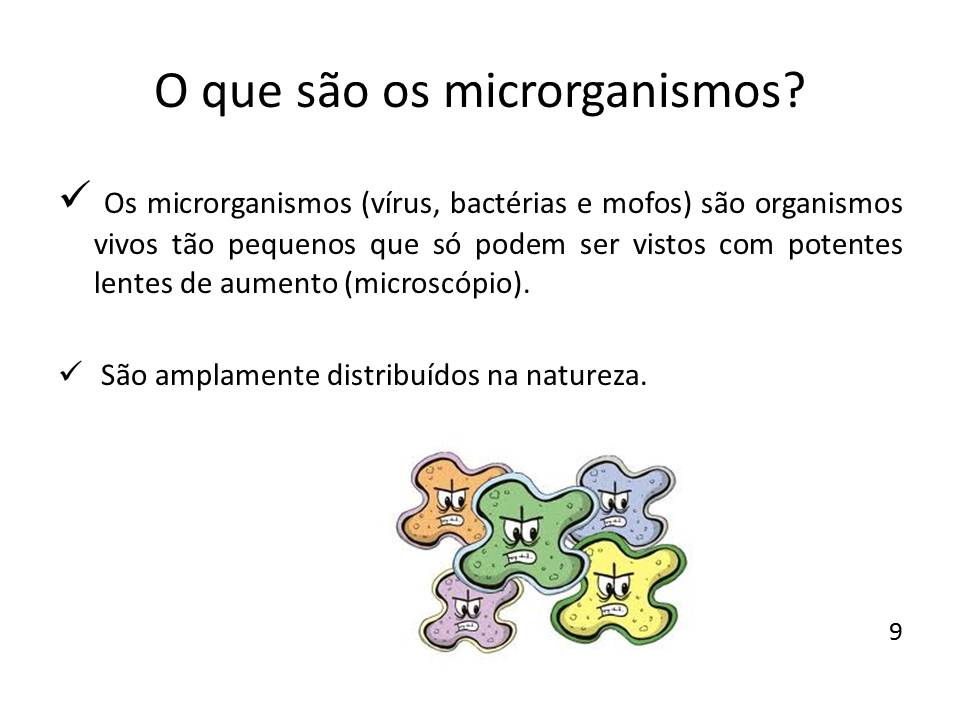 O que são os microrganismos?
✓ Os microrganismos (vírus, bactérias e mofos) são organismos
vivos tão pequenos que só podem ser vistos com potentes
lentes de aumento (microscópio).
✓ São amplamente distribuídos na natureza.
9